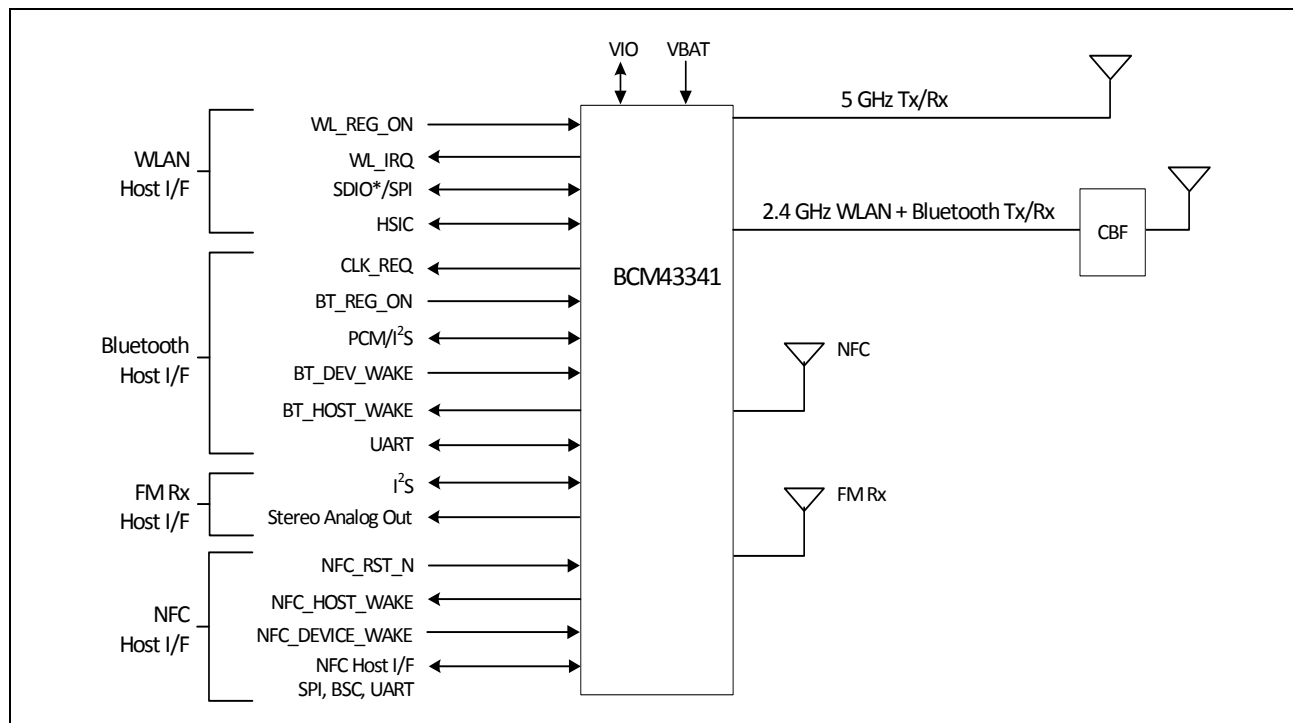 VIO
VBAT
5 GHz Tx/Rx
WLAN
Host I/F
WL_REG_ON
WL_IRQ
SDIO*/SPI
HSIC
2.4 GHz WLAN + Bluetooth Tx/Rx
CBF
BCM43341
Bluetooth
Host I/F
CLK_REQ
BT_REG_ON
PCM/I²S
BT_DEV_WAKE
BT_HOST_WAKE
UART
NFC
FM Rx
Host I/F
I²S
Stereo Analog Out
FM Rx
NFC
Host I/F
NFC_RST_N
NFC_HOST_WAKE
NFC_DEVICE_WAKE
NFC Host I/F
SPI, BSC, UART